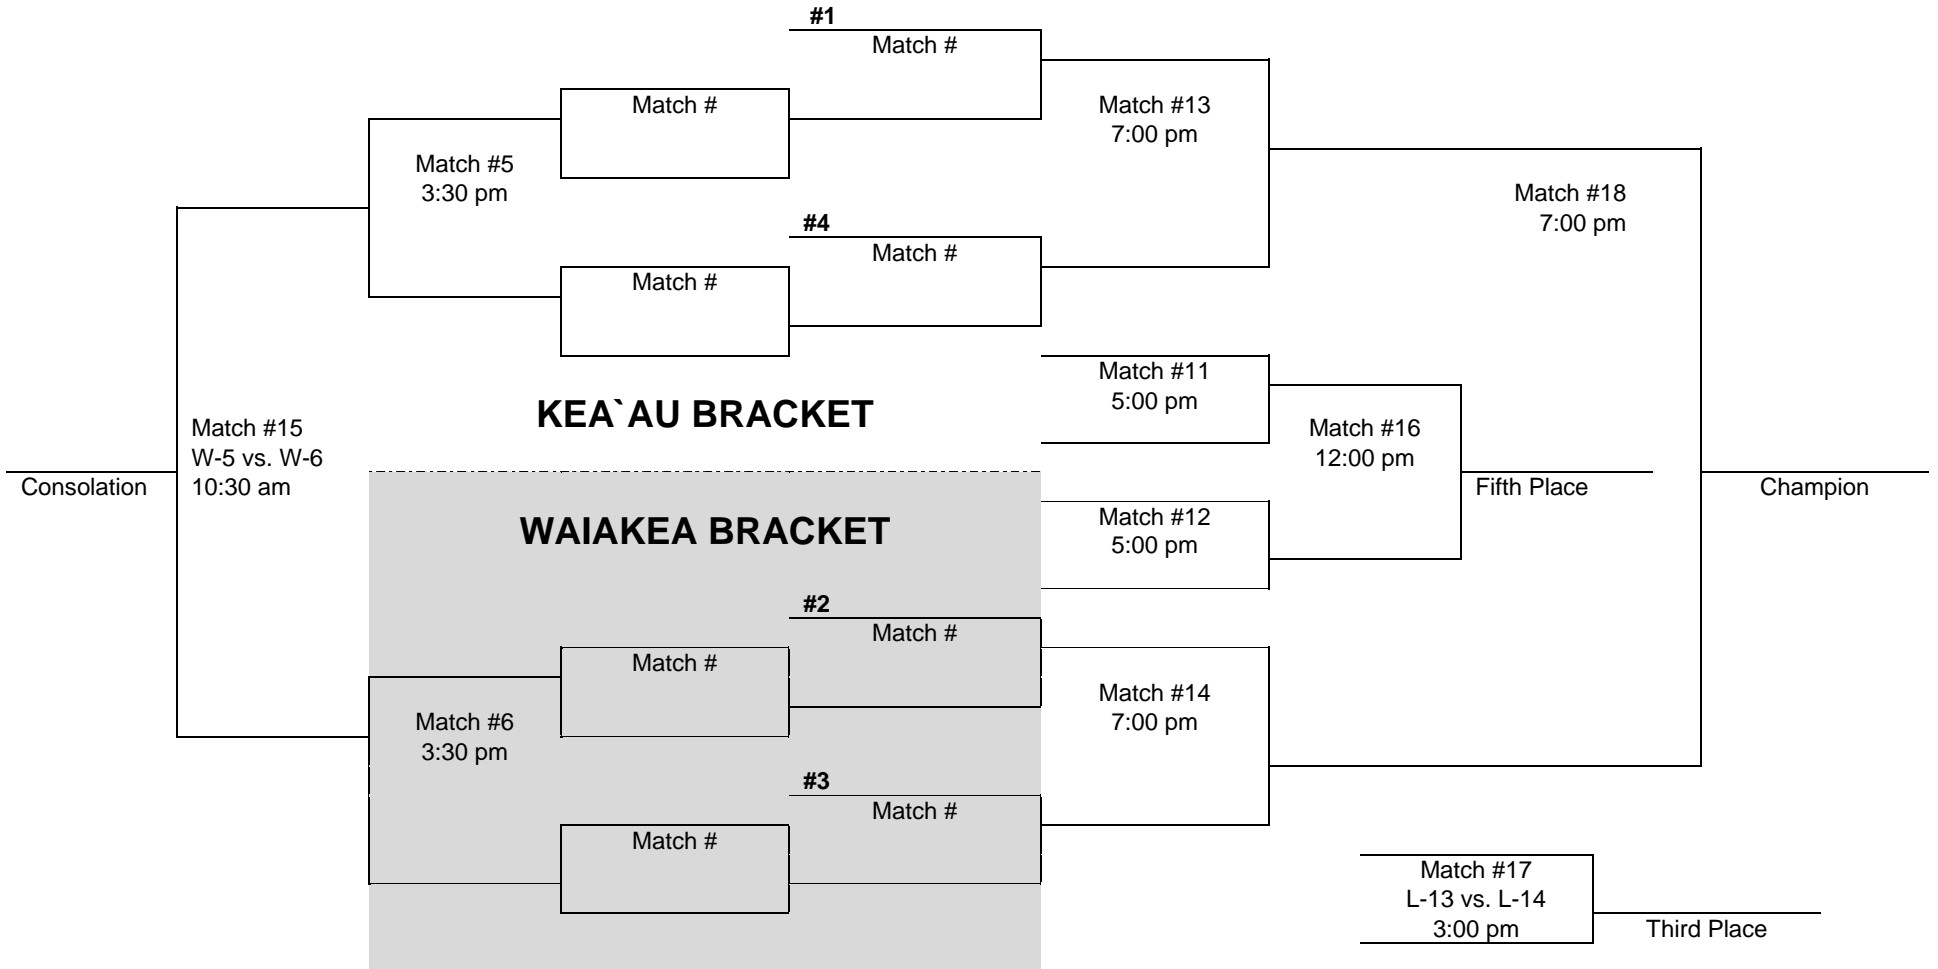 #1
Match #
Match #
Match #13
7:00 pm
Match #5
3:30 pm
Match #18
7:00 pm
#4
Match #
Match #
Match #11
5:00 pm
KEA`AU BRACKET
Match #15
W-5 vs. W-6
10:30 am
Match #16
12:00 pm
Consolation
Fifth Place
Champion
WAIAKEA BRACKET
Match #12
5:00 pm
#2
Match #
Match #
Match #14
7:00 pm
Match #6
3:30 pm
#3
Match #
Match #
Match #17
L-13 vs. L-14
3:00 pm
Third Place